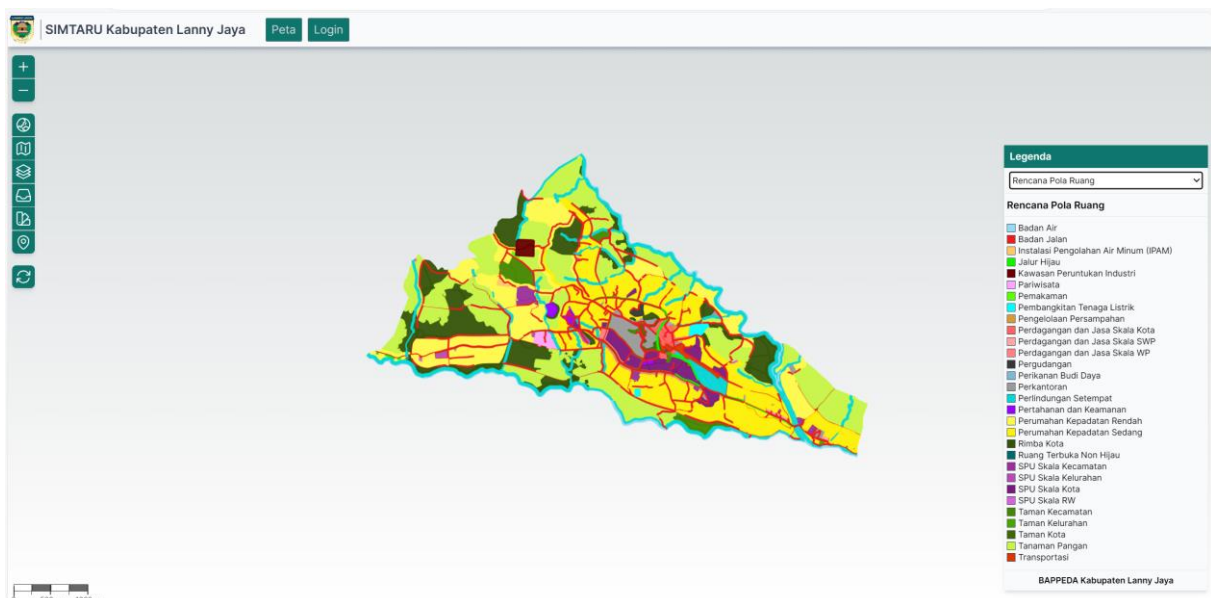 SIMTARU Kabupaten Lanny Jaya
Peta
Login
Legenda
Rencana Pola Ruang
Rencana Pola Ruang
Badan Air
Badan Jalan
Instalasi Pengolahan Air Minum (IPAM)
Jalur Hijau
Kawasan Peruntukan Industri
Pariwisata
Pemakaman
Pembangkitan Tenaga Listrik
Pengelolaan Persampahan
Perdagangan dan Jasa Skala Kota
Perdagangan dan Jasa Skala SWP
Perdagangan dan Jasa Skala WP
Pergudangan
Perikanan Budi Daya
Perkantoran
Perlindungan Setempat
Pertahanan dan Keamanan
Perumahan Kepadatan Rendah
Perumahan Kepadatan Sedang
Rimba Kota
Ruang Terbuka Non Hijau
SPU Skala Kecamatan
SPU Skala Kelurahan
SPU Skala Kota
SPU Skala RW
Taman Kecamatan
Taman Kelurahan
Taman Kota
Tanaman Pangan
Transportasi
BAPPEDA Kabupaten Lanny Jaya